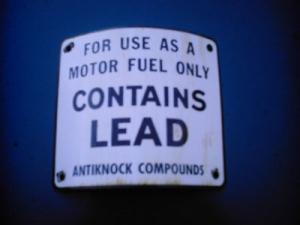 FOR USE AS A
MOTOR FUEL ONLY
CONTAINS
LEAD
ANTIKNOCK COMPOUNDS